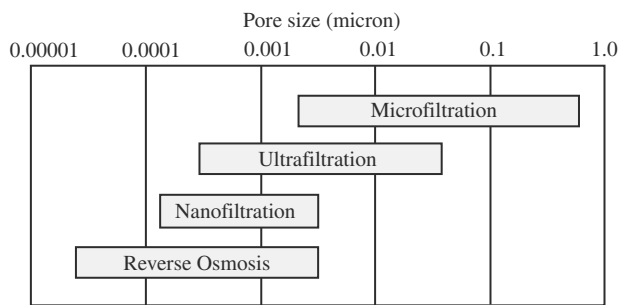 Pore size (micron)
0.00001 0.0001 0.001 0.01 0.1 1.0
Microfiltration
Ultrafiltration
Nanofiltration
Reverse Osmosis